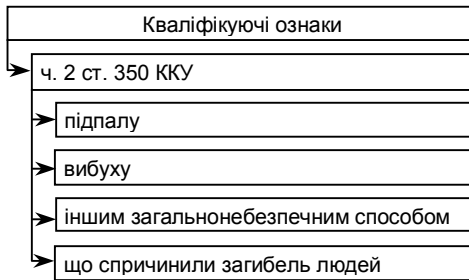 Кваліфікуючі ознаки
ч. 2 ст. 350 ККУ
підпалу
вибуху
іншим загальнонебезпечним способом
що спричинили загибель людей